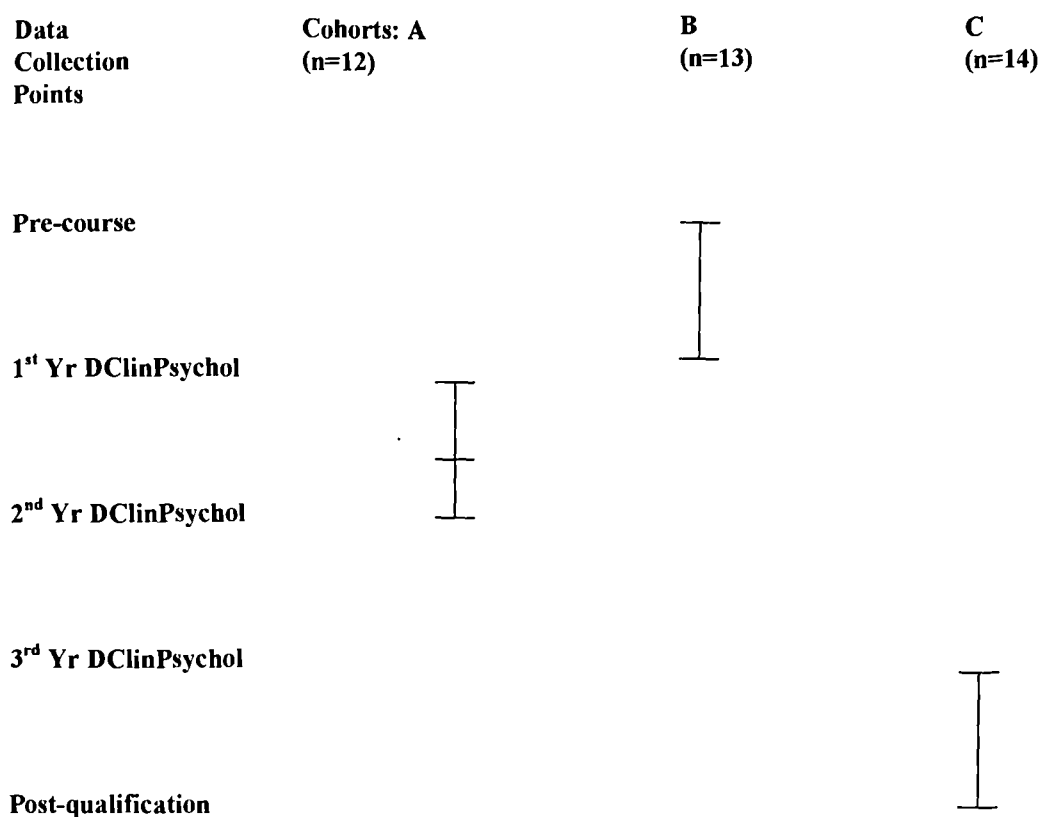 Data Cohorts: A B C
Collection (n=12) (n=13) (n=14)
Points
Pre-course
1st Yr DClinPsychol
2nd Yr DClinPsychol
3rd Yr DClinPsychol
Post-qualification